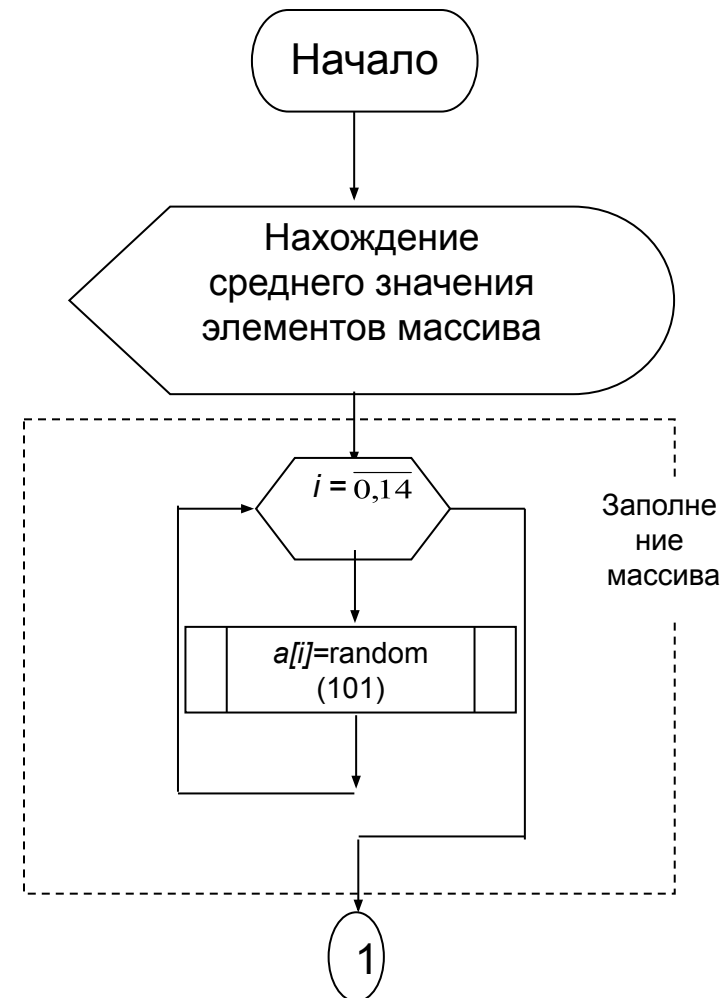 Начало
Нахождение
среднего значения
элементов массива
i = 0,14
Заполне
ние
массива
a[i]=random
(101)
1